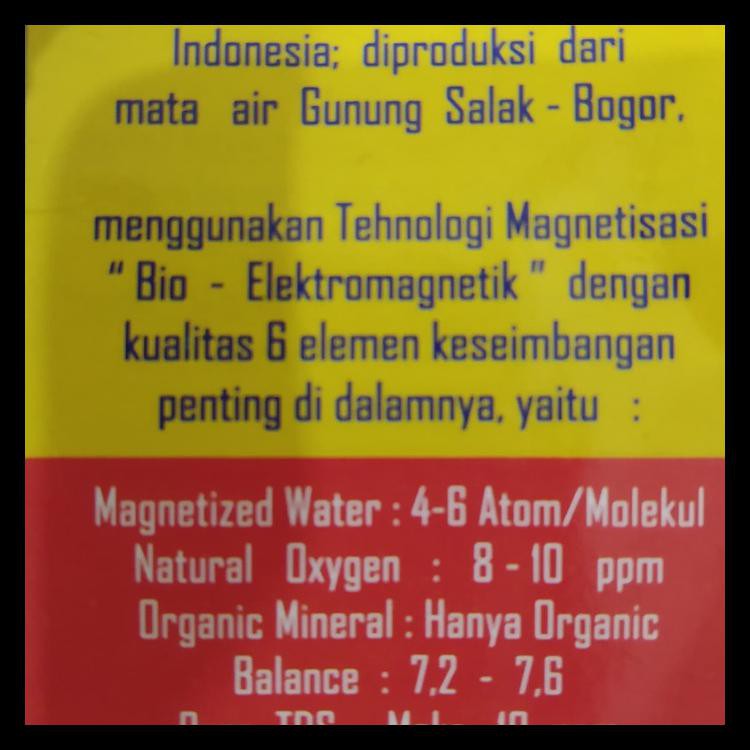 Indonesia; diproduksi dari
mata air Gunung Salak - Bogor.
menggunakan Tehnologi Magnetisasi
" Bio - Elektromagnetik " dengan
kualitas 6 elemen keseimbangan
penting di dalamnya, yaitu :
Magnetized Water : 4-6 Atom/Molekul
Natural Oxygen : 8 - 10 ppm
Organic Mineral : Hanya Organic
Balance : 7,2 - 7,6